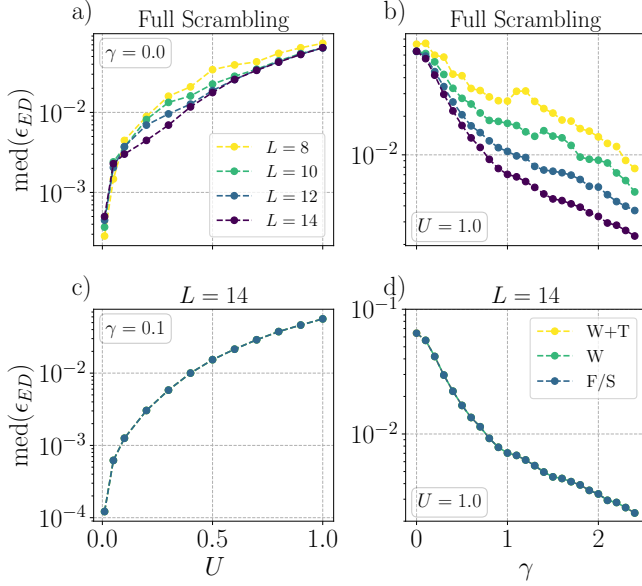 a) Full Scrambling
γ = 0.0
10⁻²
10⁻³
med(ϵ_ED)
L = 8
L = 10
L = 12
L = 14
b) Full Scrambling
10⁻²
U = 1.0
c) L = 14
γ = 0.1
10⁻²
10⁻³
10⁻⁴
med(ϵ_ED)
0.0 0.5 1.0
U
d) L = 14
10⁻¹
10⁻²
W+T
W
F/S
U = 1.0
0 1 2
γ